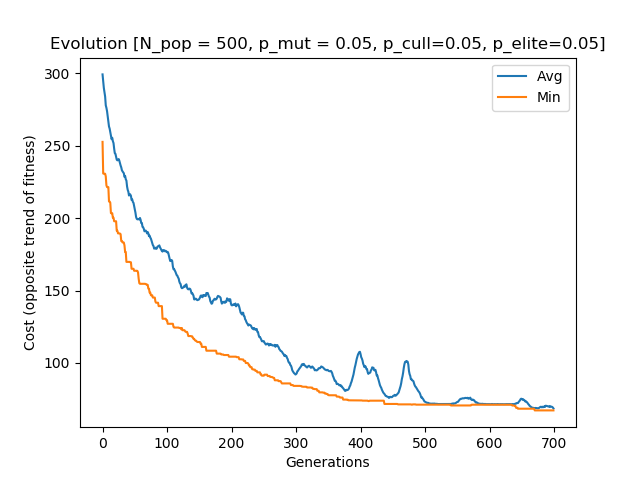 Evolution [N_pop = 500, p_mut = 0.05, p_cull=0.05, p_elite=0.05]
Avg
Min
Cost (opposite trend of fitness)
300
250
200
150
100
0 100 200 300 400 500 600 700
Generations